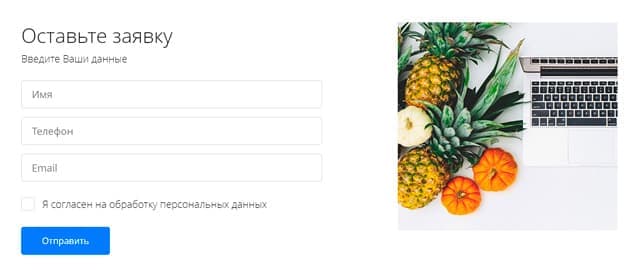 Оставьте заявку
Введите Ваши данные
Имя
Телефон
Email
Я согласен на обработку персональных данных
Отправить